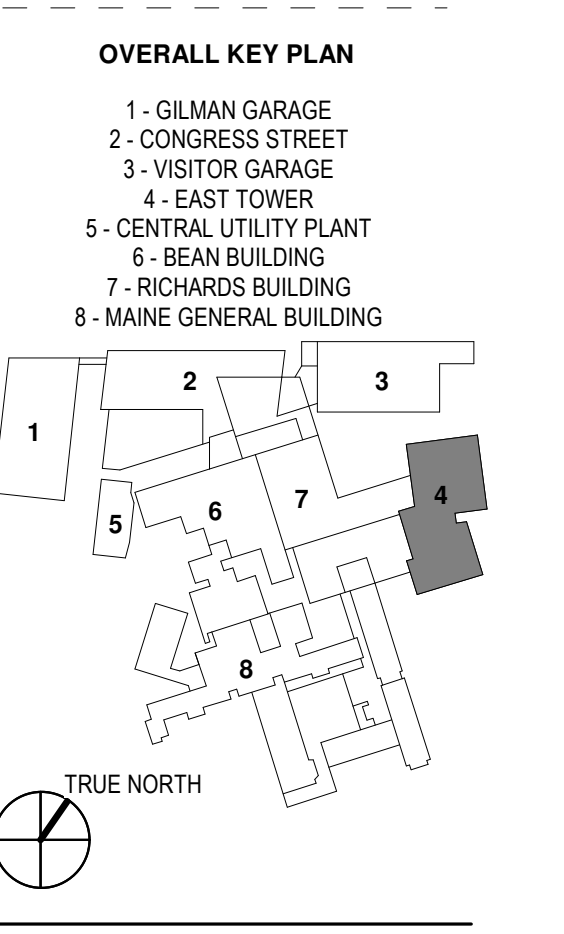 OVERALL KEY PLAN
1 - GILMAN GARAGE
2 - CONGRESS STREET
3 - VISITOR GARAGE
4 - EAST TOWER
5 - CENTRAL UTILITY PLANT
6 - BEAN BUILDING
7 - RICHARDS BUILDING
8 - MAINE GENERAL BUILDING
2
3
1
4
7
6
5
8
TRUE NORTH